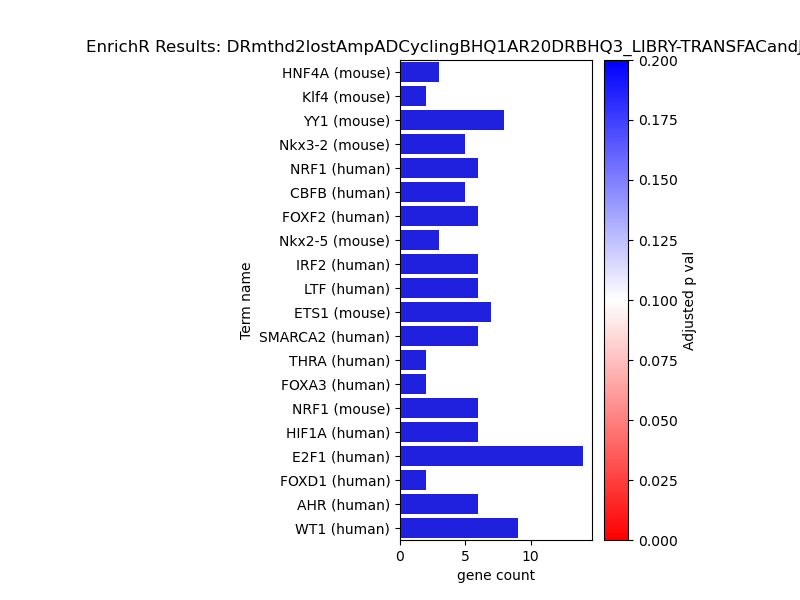 EnrichR Results: DRmthd2lostAmpADCyclingBHQ1AR20DRBHQ3_LIBRY-TRANSFACandJ
HNF4A (mouse)
Klf4 (mouse)
YY1 (mouse)
Nkx3-2 (mouse)
NRF1 (human)
CBFB (human)
FOXF2 (human)
Nkx2-5 (mouse)
IRF2 (human)
LTF (human)
ETS1 (mouse)
SMARCA2 (human)
THRA (human)
FOXA3 (human)
NRF1 (mouse)
HIF1A (human)
E2F1 (human)
FOXD1 (human)
AHR (human)
WT1 (human)
Term name
0 5 10
gene count
0.200
0.175
0.150
0.125
0.100
0.075
0.050
0.025
0.000
Adjusted p val